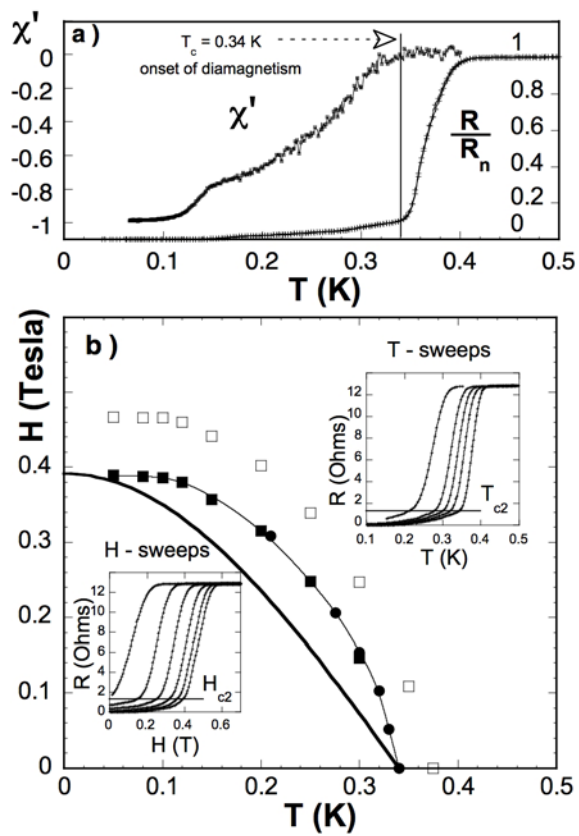 χ'
a )
T_c = 0.34 K
onset of diamagnetism
χ'
R
R_n
0
-0.2
-0.4
-0.6
-0.8
-1
1
0.8
0.6
0.4
0.2
0
0 0.1 0.2 0.3 0.4 0.5
T (K)
b )
H (Tesla)
0.4
0.3
0.2
0.1
0
0 0.1 0.2 0.3 0.4 0.5
T (K)
T - sweeps
R (Ohms)
12
10
8
6
4
2
0
T_c2
0.1 0.2 0.3 0.4 0.5
T (K)
H - sweeps
R (Ohms)
12
10
8
6
4
2
0
H_c2
0 0.2 0.4 0.6
H (T)